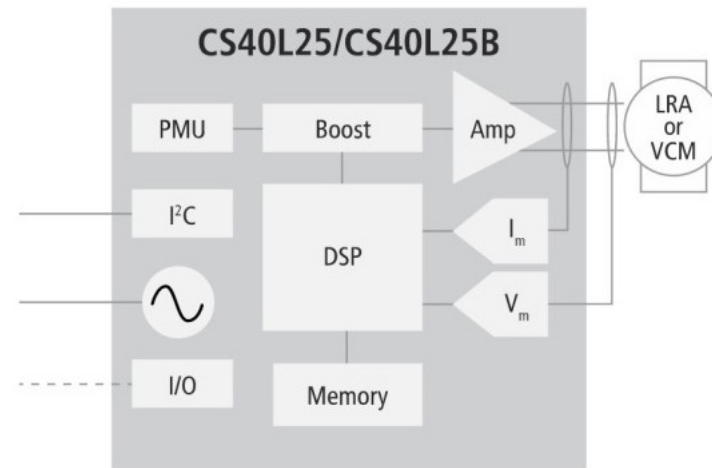 CS40L25/CS40L25B
PMU
Boost
Amp
LRA
or
VCM
I²C
DSP
Iₘ
Vₘ
I/O
Memory